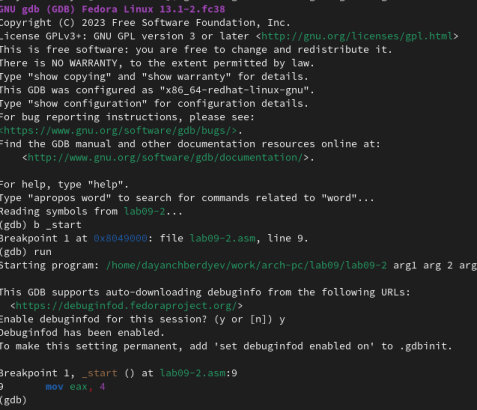 GNU gdb (GDB) Fedora Linux 13.1-2.fc38
Copyright (C) 2023 Free Software Foundation, Inc.
License GPLv3+: GNU GPL version 3 or later <http://gnu.org/licenses/gpl.html>
This is free software: you are free to change and redistribute it.
There is NO WARRANTY, to the extent permitted by law.
Type "show copying" and "show warranty" for details.
This GDB was configured as "x86_64-redhat-linux-gnu".
Type "show configuration" for configuration details.
For bug reporting instructions, please see:
<https://www.gnu.org/software/gdb/bugs/>.
Find the GDB manual and other documentation resources online at:
<http://www.gnu.org/software/gdb/documentation/>.
For help, type "help".
Type "apropos word" to search for commands related to "word"...
Reading symbols from lab09-2...
(gdb) b _start
Breakpoint 1 at 0x8049000: file lab09-2.asm, line 9.
(gdb) run
Starting program: /home/dayanchberdyev/work/arch-pc/lab09/lab09-2 arg1 arg 2 arg
This GDB supports auto-downloading debuginfo from the following URLs:
<https://debuginfod.fedoraproject.org/>
Enable debuginfod for this session? (y or [n]) y
Debuginfod has been enabled.
To make this setting permanent, add 'set debuginfod enabled on' to .gdbinit.
Breakpoint 1, _start () at lab09-2.asm:9
9 mov eax, 4
(gdb)